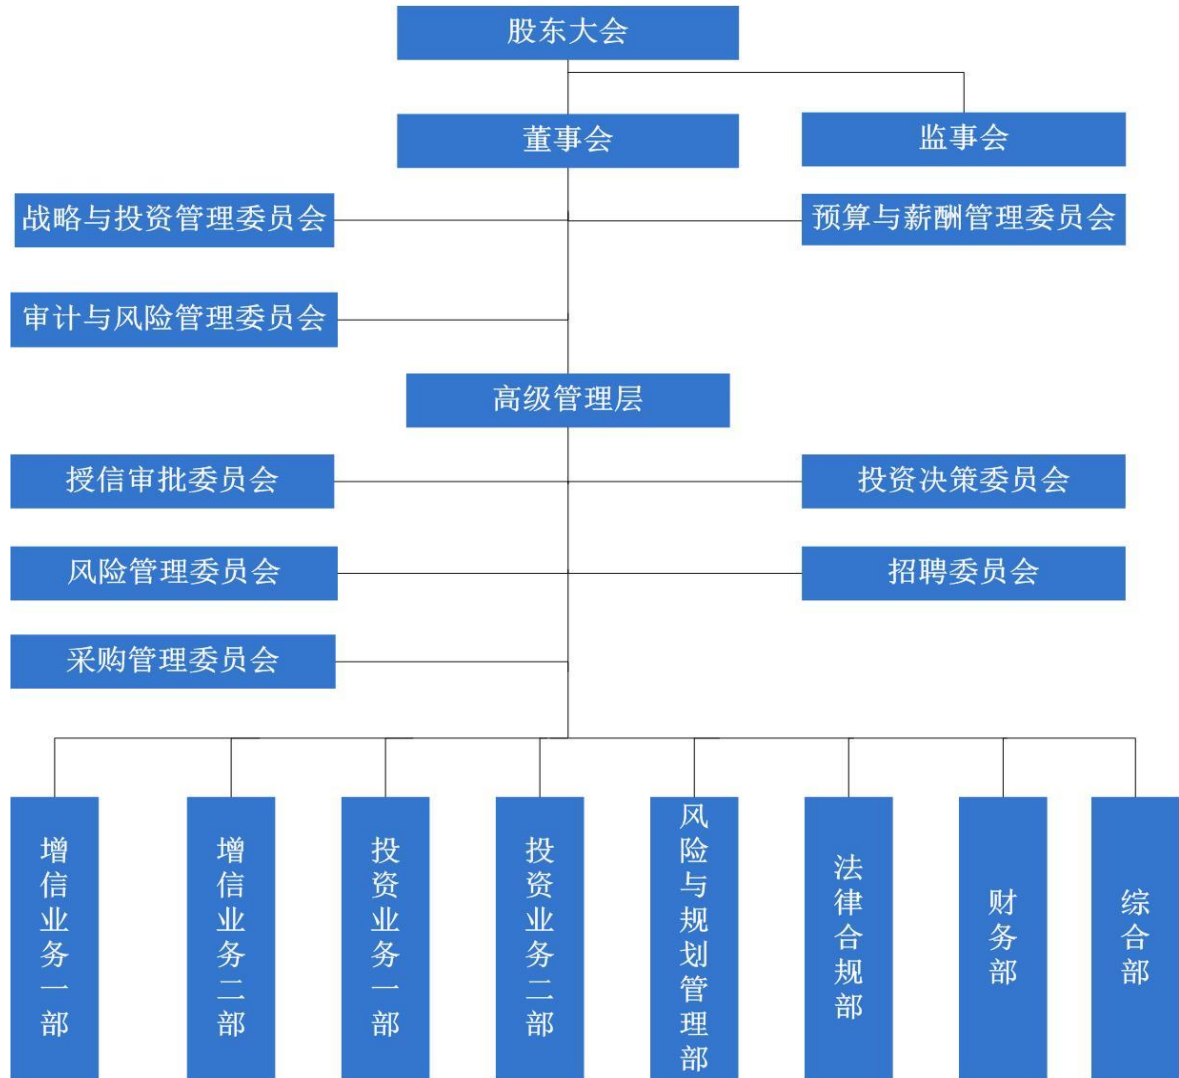 股东大会
董事会
监事会
战略与投资管理委员会
预算与薪酬管理委员会
审计与风险管理委员会
高级管理层
授信审批委员会
投资决策委员会
风险管理委员会
招聘委员会
采购管理委员会
增信业务一部
增信业务二部
投资业务一部
投资业务二部
风险与规划管理部
法律合规部
财务部
综合部